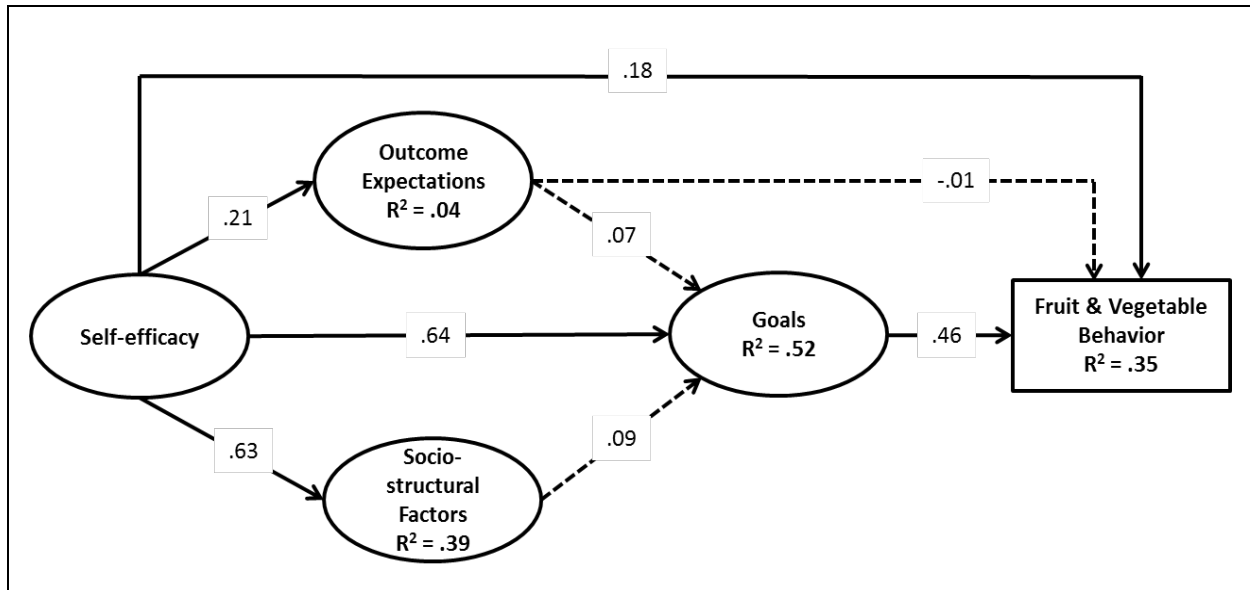 .18
Outcome
Expectations
R² = .04
-.01
.21
.07
Self-efficacy
.64
Goals
R² = .52
.46
Fruit & Vegetable
Behavior
R² = .35
.63
.09
Socio-
structural
Factors
R² = .39